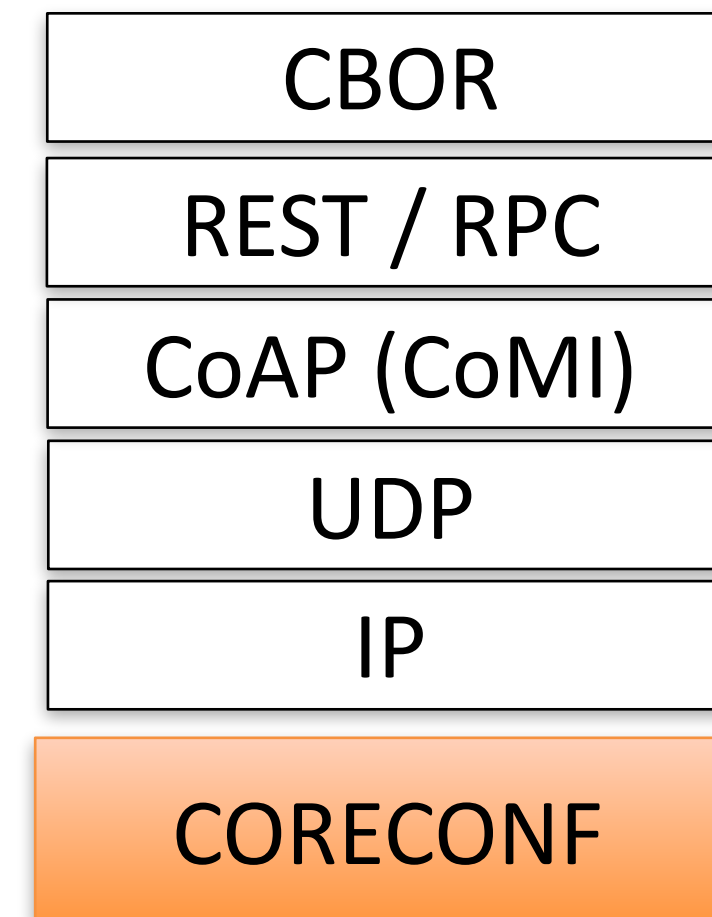 CBOR
REST / RPC
CoAP (CoMI)
UDP
IP
CORECONF